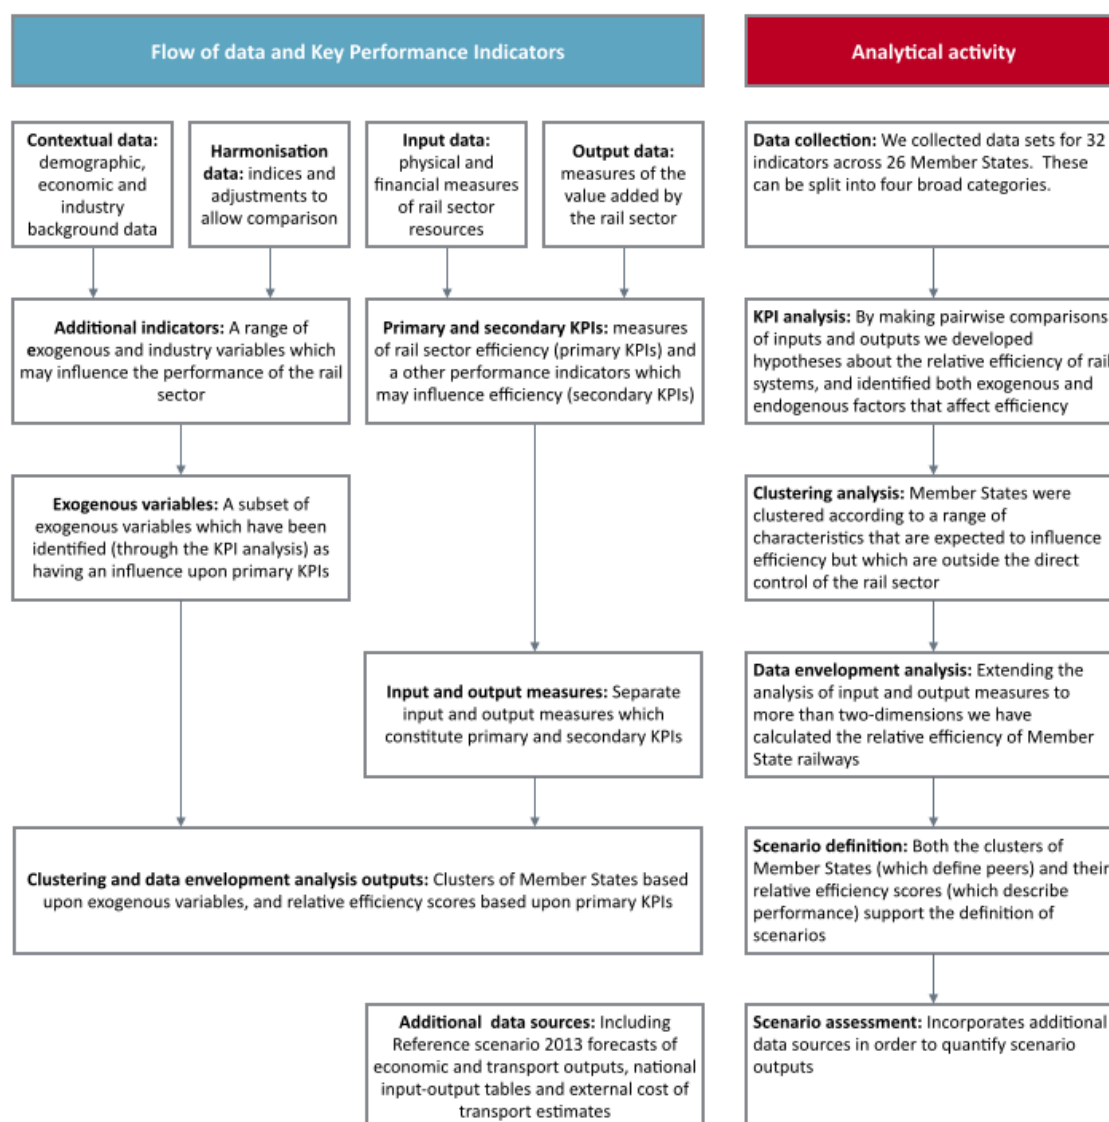 Flow of data and Key Performance Indicators
Analytical activity
Contextual data:
demographic,
economic and
industry
background data
Harmonisation
data: indices and
adjustments to
allow comparison
Input data:
physical and
financial measures
of rail sector
resources
Output data:
measures of the
value added by
the rail sector
Data collection: We collected data sets for 32
indicators across 26 Member States. These
can be split into four broad categories.
Additional indicators: A range of
exogenous and industry variables which
may influence the performance of the rail
sector
Primary and secondary KPIs: measures
of rail sector efficiency (primary KPIs) and
a other performance indicators which
may influence efficiency (secondary KPIs)
KPI analysis: By making pairwise comparisons
of inputs and outputs we developed
hypotheses about the relative efficiency of rail
systems, and identified both exogenous and
endogenous factors that affect efficiency
Exogenous variables: A subset of
exogenous variables which have been
identified (through the KPI analysis) as
having an influence upon primary KPIs
Clustering analysis: Member States were
clustered according to a range of
characteristics that are expected to influence
efficiency but which are outside the direct
control of the rail sector
Input and output measures: Separate
input and output measures which
constitute primary and secondary KPIs
Data envelopment analysis: Extending the
analysis of input and output measures to
more than two-dimensions we have
calculated the relative efficiency of Member
State railways
Clustering and data envelopment analysis outputs: Clusters of Member States based
upon exogenous variables, and relative efficiency scores based upon primary KPIs
Scenario definition: Both the clusters of
Member States (which define peers) and their
relative efficiency scores (which describe
performance) support the definition of
scenarios
Additional data sources: Including
Reference scenario 2013 forecasts of
economic and transport outputs, national
input-output tables and external cost of
transport estimates
Scenario assessment: Incorporates additional
data sources in order to quantify scenario
outputs